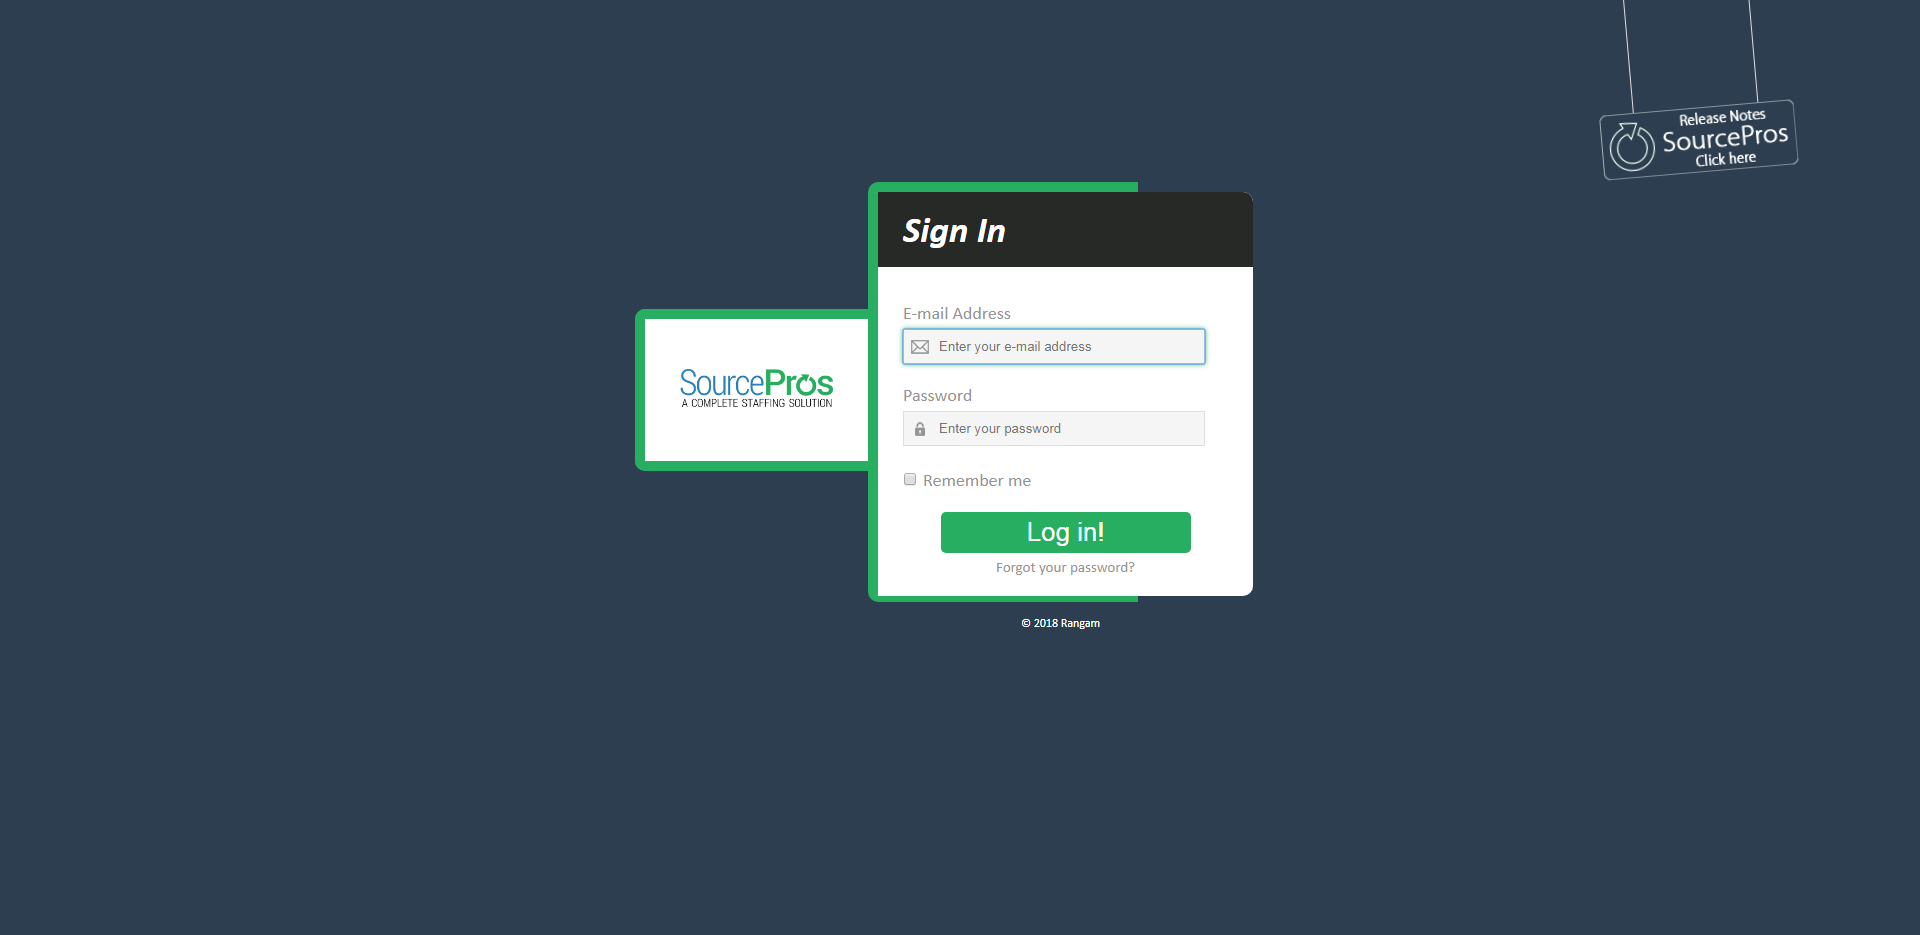 Release Notes
SourcePros
Click here
Sign In
E-mail Address
Enter your e-mail address
SourcePros
A COMPLETE STAFFING SOLUTION
Password
Enter your password
Remember me
Log in!
Forgot your password?
© 2018 Rangam